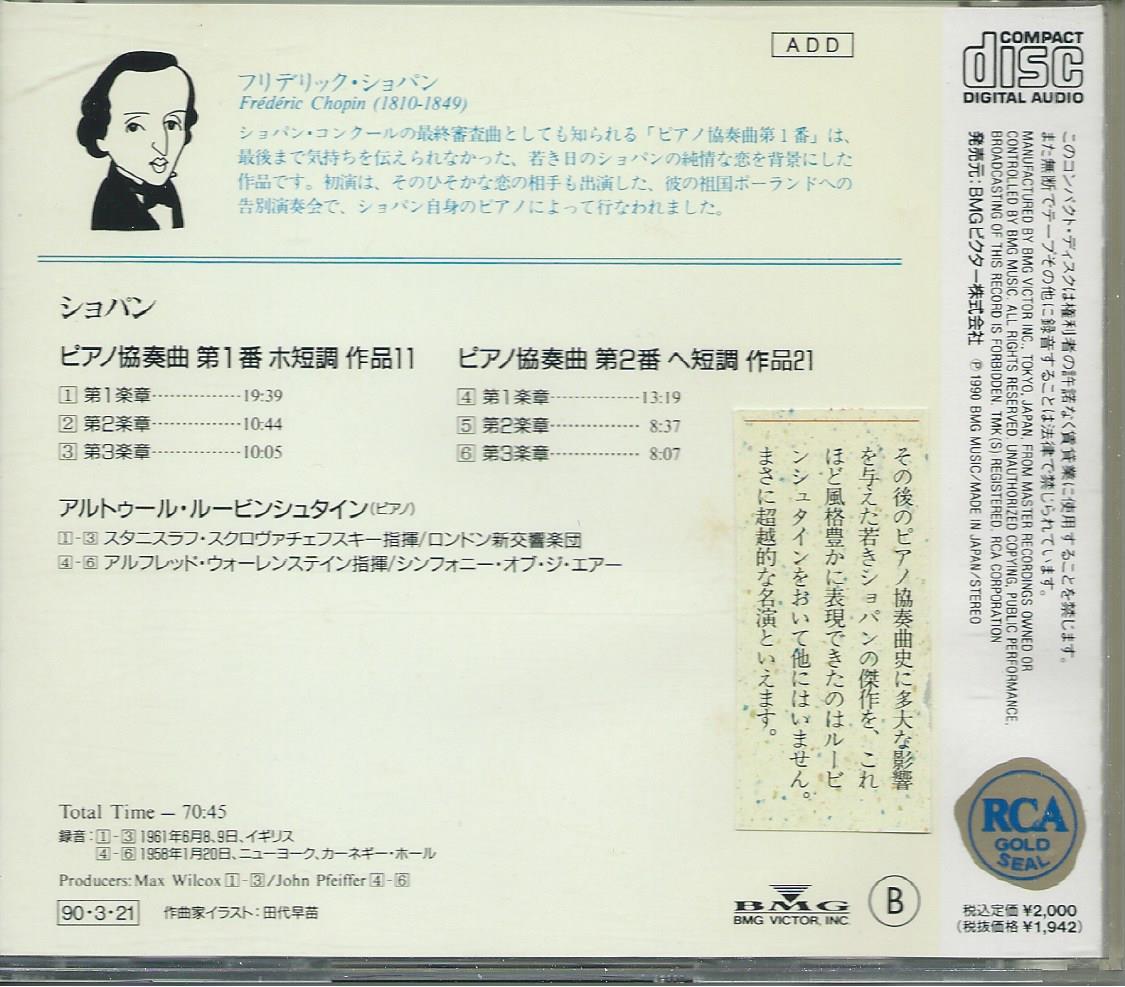 ADD
フリデリック・ショパン
Frédéric Chopin (1810-1849)
ショパン・コンクールの最終審査曲としても知られる「ピアノ協奏曲第1番」は、
最後まで気持ちを伝えられなかった、若き日のショパンの純情な恋を背景にした
作品です。初演は、そのひそかな恋の相手も出演した、彼の祖国ポーランドへの
告別演奏会で、ショパン自身のピアノによって行なわれました。
ショパン
ピアノ協奏曲 第1番 ホ短調 作品11
1 第1楽章…………… 19:39
2 第2楽章…………… 10:44
3 第3楽章…………… 10:05
ピアノ協奏曲 第2番 ヘ短調 作品21
4 第1楽章…………… 13:19
5 第2楽章…………… 8:37
6 第3楽章…………… 8:07
アルトゥール・ルービンシュタイン(ピアノ)
1-3 スタニスラフ・スクロヴァチェフスキー指揮/ロンドン新交響楽団
4-6 アルフレッド・ウォーレンステイン指揮/シンフォニー・オブ・ジ・エアー
その後のピアノ協奏曲史に多大な影響
を与えた若きショパンの傑作を、これ
ほど風格豊かに表現できたのはルービ
ンシュタインをおいて他にはいません。
まさに超越的な名演といえます。
Total Time — 70:45
録音:1-3 1961年6月8、9日、イギリス
4-6 1958年1月20日、ニューヨーク、カーネギー・ホール
Producers: Max Wilcox 1-3/John Pfeiffer 4-6
90・3・21
作曲家イラスト:田代早苗
BMG
BMG VICTOR, INC.
B
COMPACT
disc
DIGITAL AUDIO
このコンパクト・ディスクは権利者の許諾なく賃貸業に使用することを禁じます。
また無断でテープその他に録音することは法律で禁じられています。
MANUFACTURED BY BMG VICTOR INC., TOKYO, JAPAN, FROM MASTER RECORDINGS OWNED OR
CONTROLLED BY BMG MUSIC. ALL RIGHTS RESERVED. UNAUTHORIZED COPYING, PUBLIC PERFORMANCE,
BROADCASTING OF THIS RECORD IS FORBIDDEN. TMK(S) REGISTERED, RCA CORPORATION
発売元:BMGビクター株式会社 ℗ 1990 BMG MUSIC/MADE IN JAPAN/STEREO
RCA
GOLD
SEAL
税込定価 ¥2,000
(税抜価格 ¥1,942)